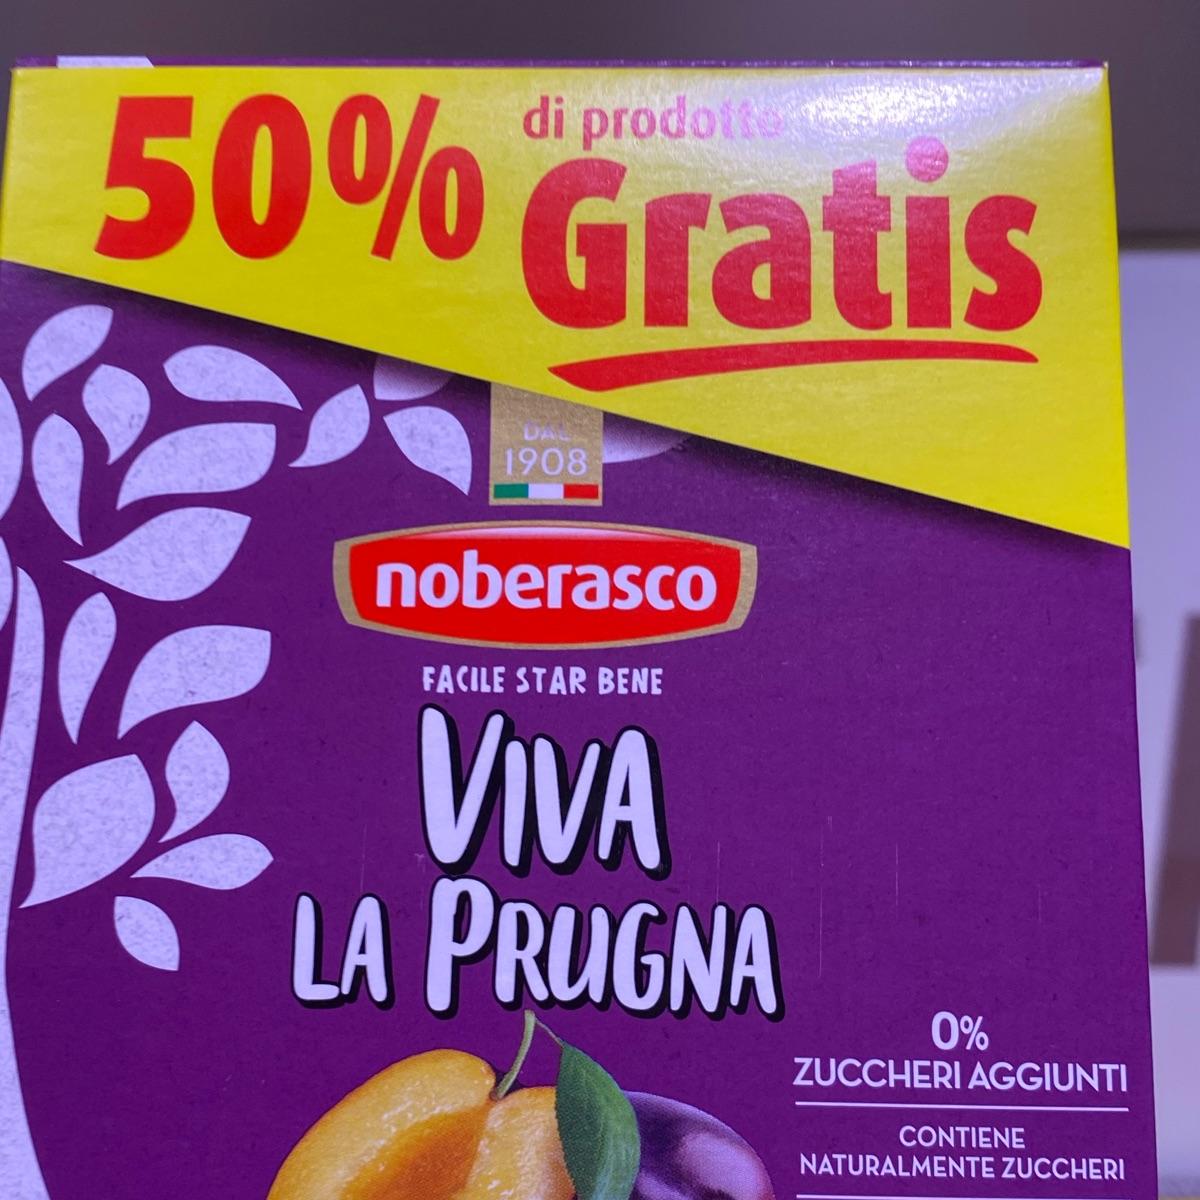 50% di prodotto
Gratis
DAL
1908
noberasco
FACILE STAR BENE
VIVA
LA PRUGNA
0%
ZUCCHERI AGGIUNTI
CONTIENE
NATURALMENTE ZUCCHERI